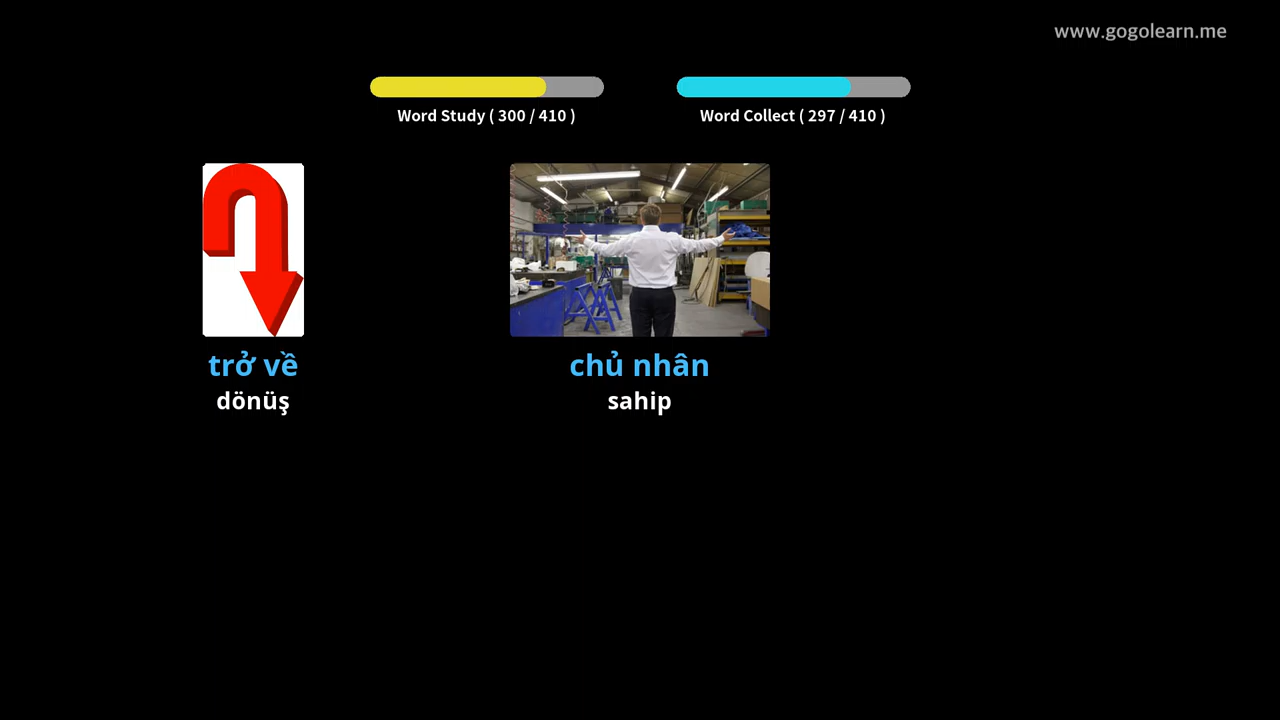 www.gogolearn.me
Word Study ( 300 / 410 )
Word Collect ( 297 / 410 )
trở về
dönüş
chủ nhân
sahip